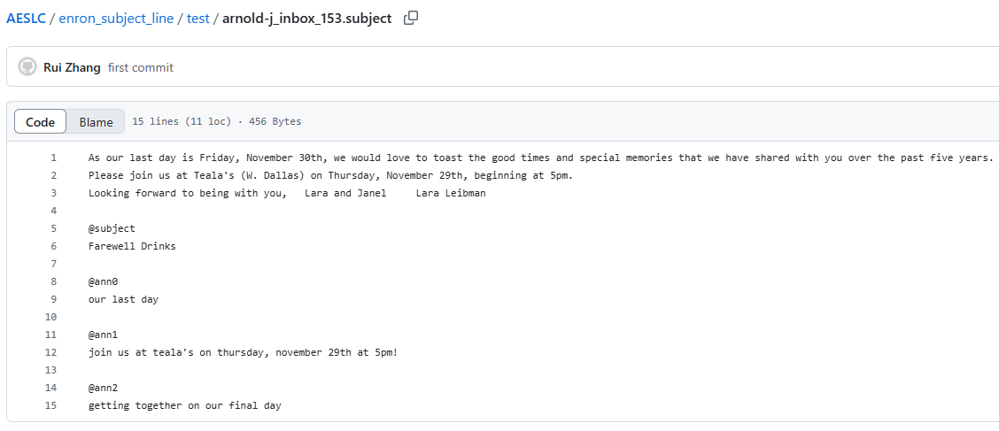 AESLC / enron_subject_line / test / arnold-j_inbox_153.subject
Rui Zhang first commit
Code Blame 15 lines (11 loc) · 456 Bytes
1 As our last day is Friday, November 30th, we would love to toast the good times and special memories that we have shared with you over the past five years.
2 Please join us at Teala's (W. Dallas) on Thursday, November 29th, beginning at 5pm.
3 Looking forward to being with you,   Lara and Janel     Lara Leibman
4
5 @subject
6 Farewell Drinks
7
8 @ann0
9 our last day
10
11 @ann1
12 join us at teala's on thursday, november 29th at 5pm!
13
14 @ann2
15 getting together on our final day